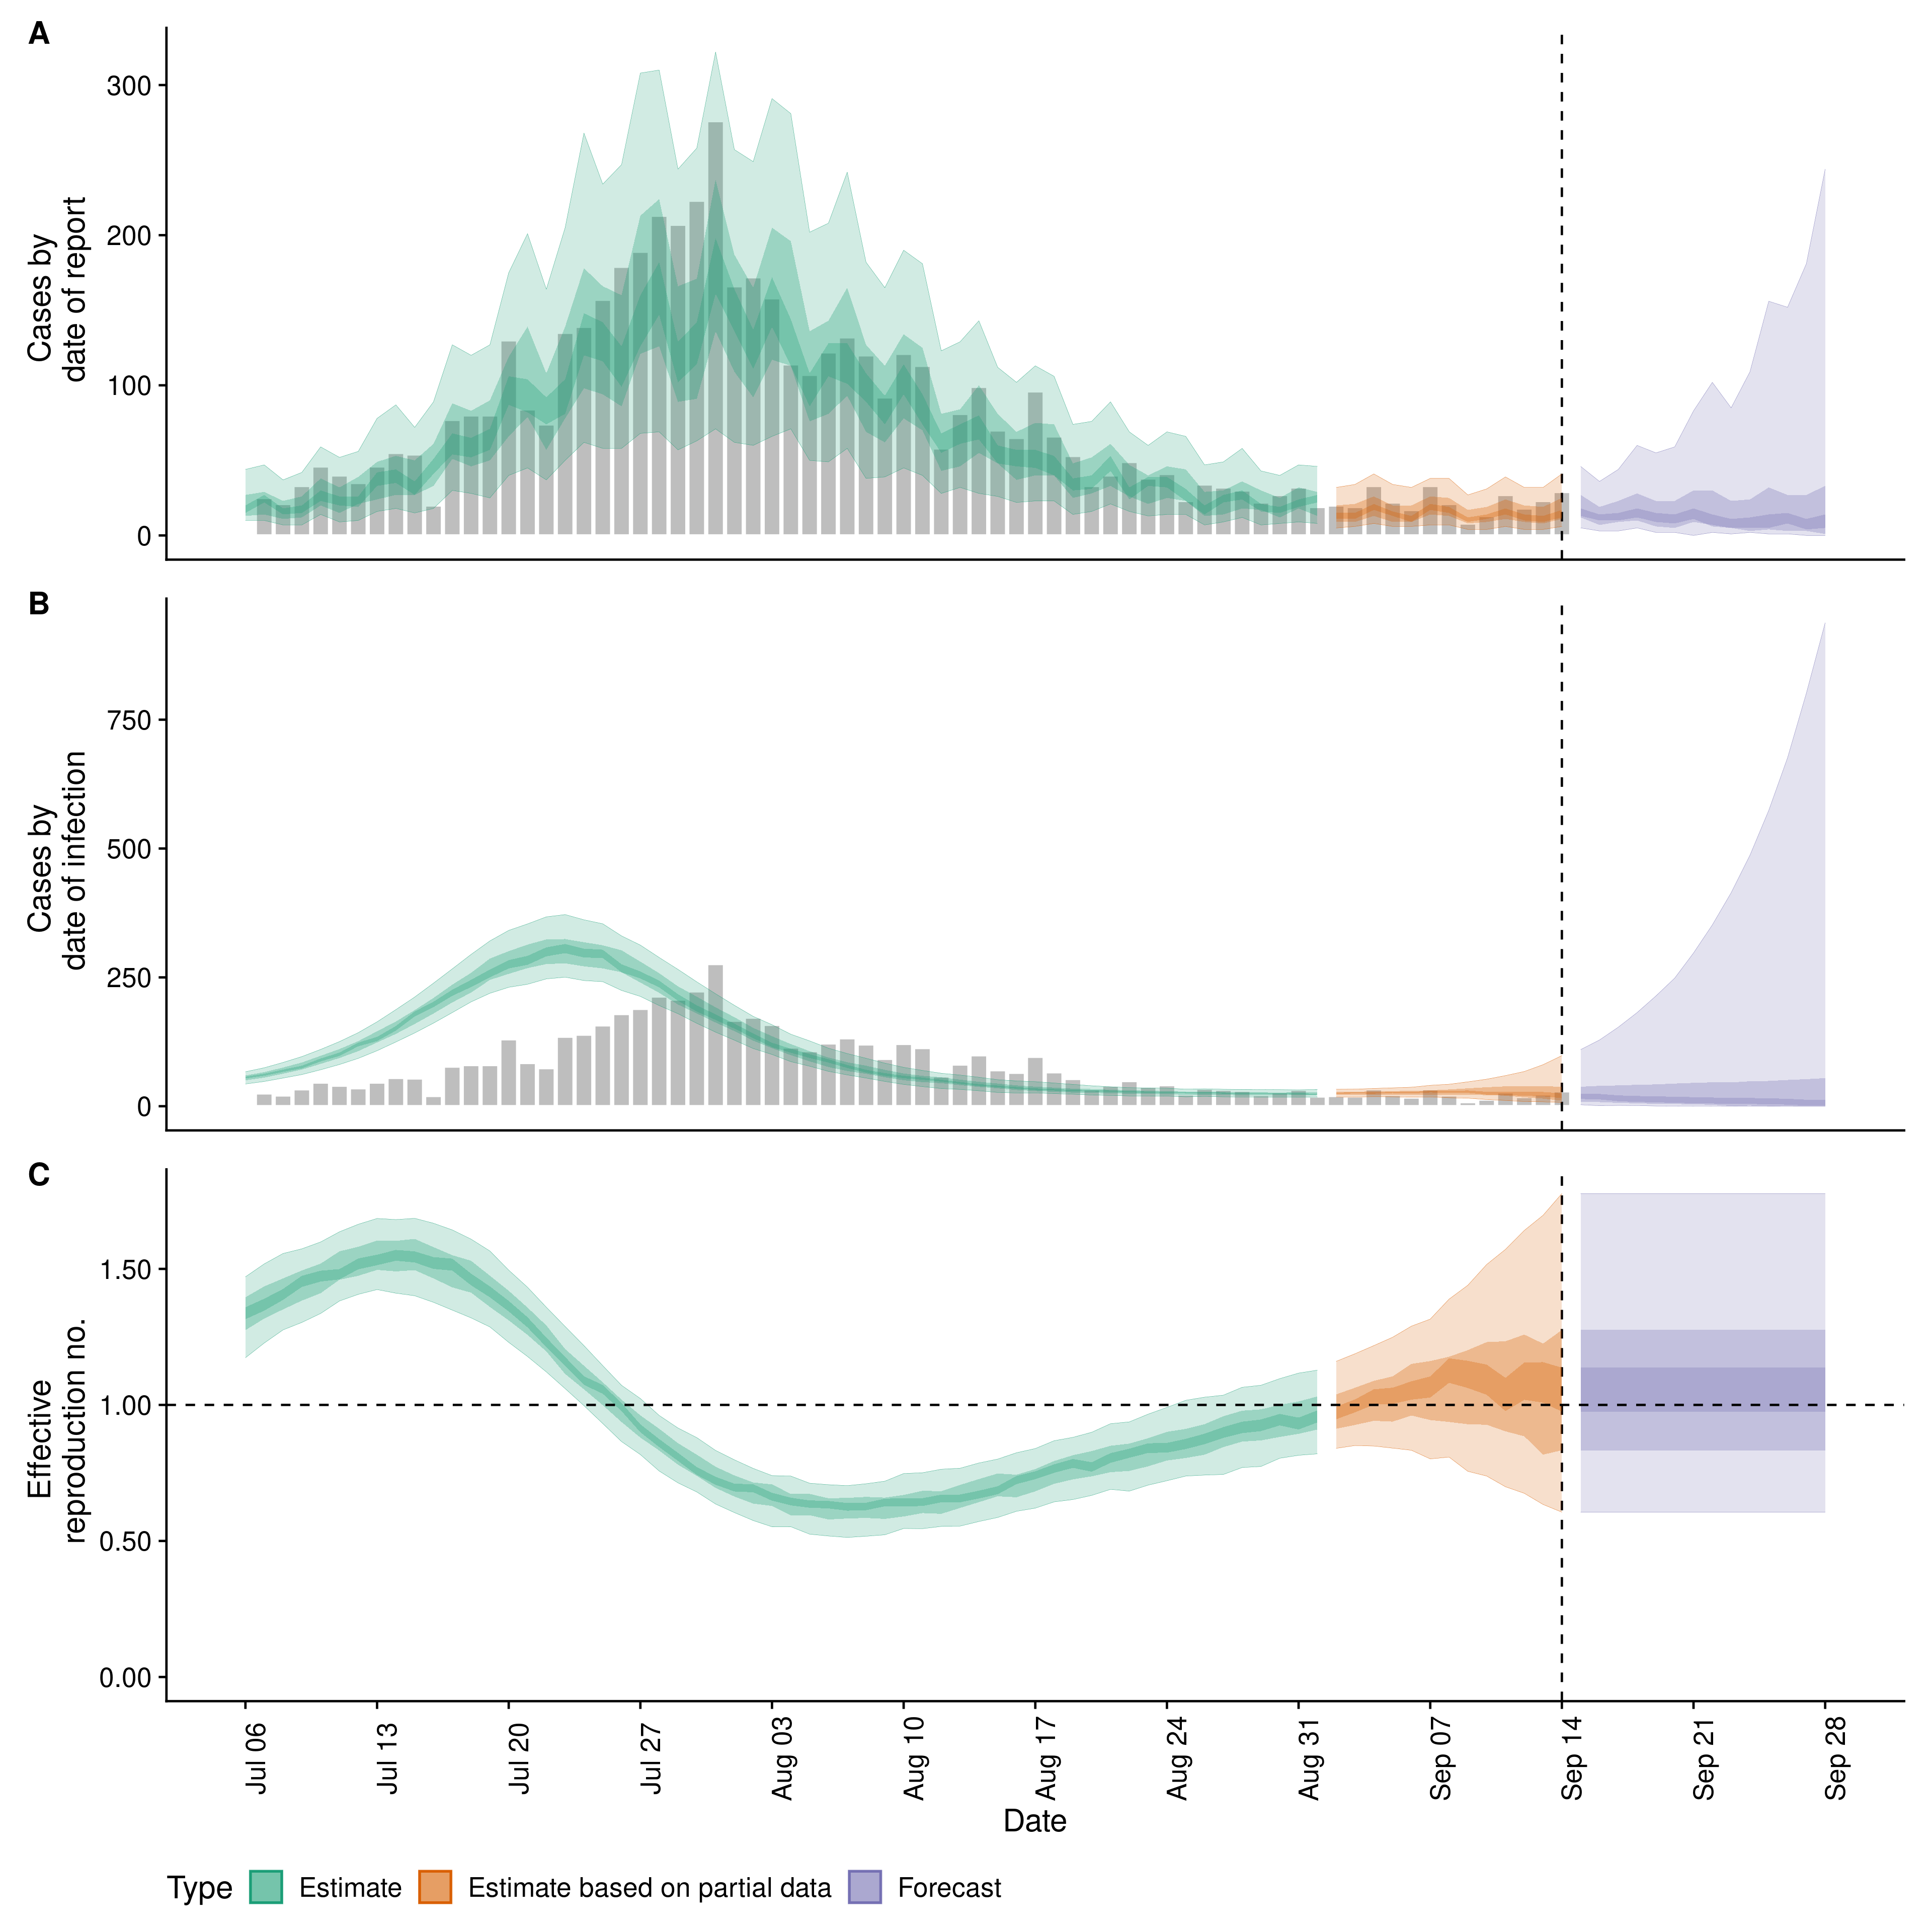 A
300
200
100
0
Cases by
date of report
B
750
500
250
0
Cases by
date of infection
C
1.50
1.00
0.50
0.00
Effective
reproduction no.
Jul 06
Jul 13
Jul 20
Jul 27
Aug 03
Aug 10
Aug 17
Aug 24
Aug 31
Sep 07
Sep 14
Sep 21
Sep 28
Date
Type Estimate Estimate based on partial data Forecast